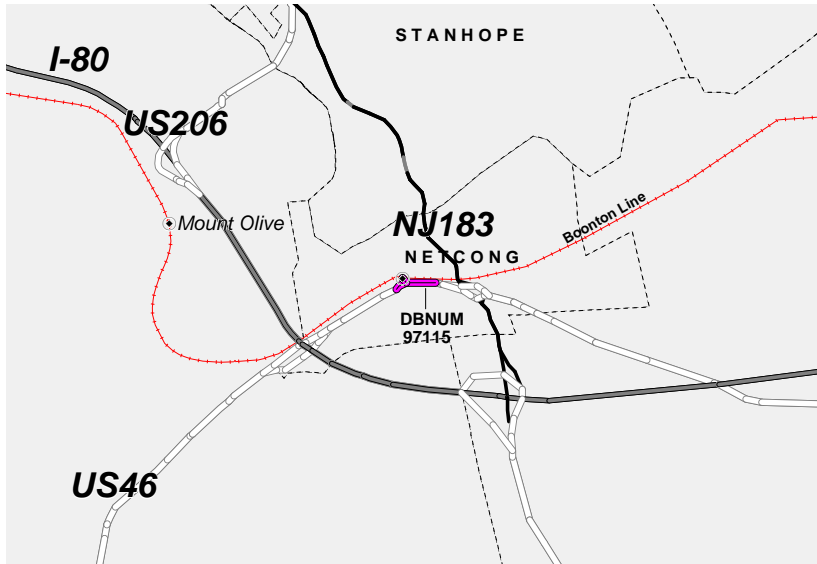 STANHOPE
I-80
US206
Mount Olive
NJ183
Boonton Line
NETCONG
DBNUM
97115
US46